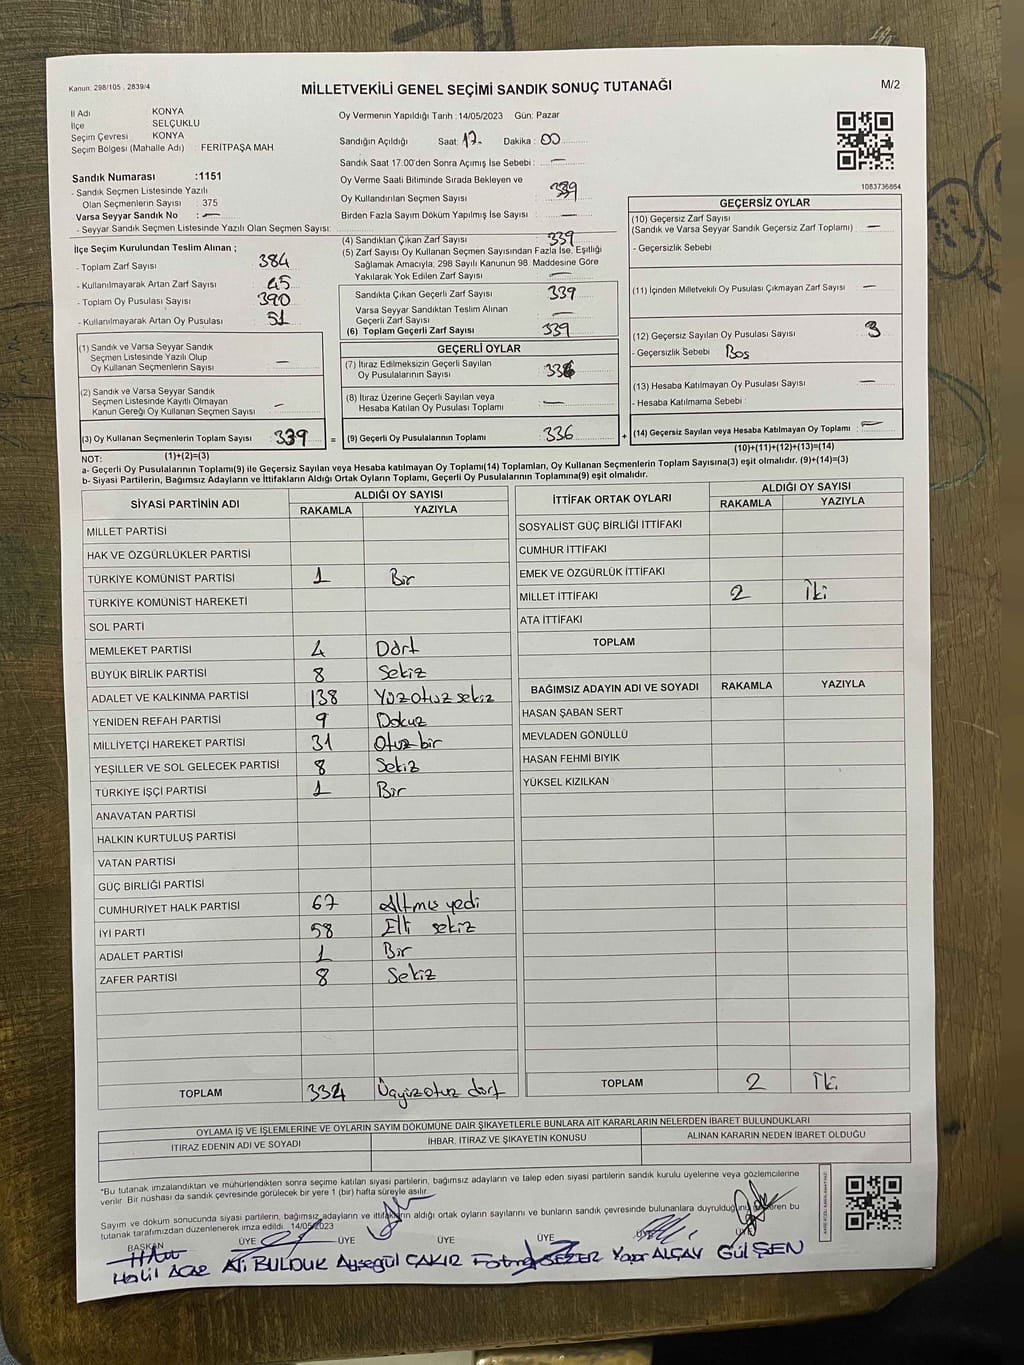 Kanun: 298/105 , 2839/4
MİLLETVEKİLİ GENEL SEÇİMİ SANDIK SONUÇ TUTANAĞI
M/2
İl Adı KONYA
İlçe SELÇUKLU
Seçim Çevresi KONYA
Seçim Bölgesi (Mahalle Adı) : FERİTPAŞA MAH.
Sandık Numarası :1151
- Sandık Seçmen Listesinde Yazılı
Olan Seçmenlerin Sayısı : 375
Varsa Seyyar Sandık No : —
- Seyyar Sandık Seçmen Listesinde Yazılı Olan Seçmen Sayısı:
Oy Vermenin Yapıldığı Tarih : 14/05/2023 Gün: Pazar
Sandığın Açıldığı Saat: 17. Dakika : 00
Sandık Saat 17.00'den Sonra Açımış İse Sebebi : —
Oy Verme Saati Bitiminde Sırada Bekleyen ve
Oy Kullandırılan Seçmen Sayısı 339
Birden Fazla Sayım Döküm Yapılmış İse Sayısı —
1083736664
İlçe Seçim Kurulundan Teslim Alınan ;
- Toplam Zarf Sayısı 384
- Kullanılmayarak Artan Zarf Sayısı 45
- Toplam Oy Pusulası Sayısı 390
- Kullanılmayarak Artan Oy Pusulası 51
(4) Sandıktan Çıkan Zarf Sayısı 339
(5) Zarf Sayısı Oy Kullanan Seçmen Sayısından Fazla İse, Eşitliği
Sağlamak Amacıyla, 298 Sayılı Kanunun 98. Maddesine Göre
Yakılarak Yok Edilen Zarf Sayısı —
Sandıkta Çıkan Geçerli Zarf Sayısı 339
Varsa Seyyar Sandıktan Teslim Alınan
Geçerli Zarf Sayısı —
(6) Toplam Geçerli Zarf Sayısı 339
GEÇERSİZ OYLAR
(10) Geçersiz Zarf Sayısı
(Sandık ve Varsa Seyyar Sandık Geçersiz Zarf Toplamı) —
- Geçersizlik Sebebi
(11) İçinden Milletvekili Oy Pusulası Çıkmayan Zarf Sayısı —
(12) Geçersiz Sayılan Oy Pusulası Sayısı 3
- Geçersizlik Sebebi Boş
(13) Hesaba Katılmayan Oy Pusulası Sayısı —
- Hesaba Katılmama Sebebi :
(14) Geçersiz Sayılan veya Hesaba Katılmayan Oy Toplamı : —
(10)+(11)+(12)+(13)=(14)
(1) Sandık ve Varsa Seyyar Sandık
Seçmen Listesinde Yazılı Olup
Oy Kullanan Seçmenlerin Sayısı —
(2) Sandık ve Varsa Seyyar Sandık
Seçmen Listesinde Kayıtlı Olmayan
Kanun Gereği Oy Kullanan Seçmen Sayısı —
(3) Oy Kullanan Seçmenlerin Toplam Sayısı 339 =
(1)+(2)=(3)
GEÇERLİ OYLAR
(7) İtiraz Edilmeksizin Geçerli Sayılan
Oy Pusulalarının Sayısı 336
(8) İtiraz Üzerine Geçerli Sayılan veya
Hesaba Katılan Oy Pusulası Toplamı —
(9) Geçerli Oy Pusulalarının Toplamı 336 +
NOT:
a- Geçerli Oy Pusulalarının Toplamı(9) ile Geçersiz Sayılan veya Hesaba katılmayan Oy Toplamı(14) Toplamları, Oy Kullanan Seçmenlerin Toplam Sayısına(3) eşit olmalıdır. (9)+(14)=(3)
b- Siyasi Partilerin, Bağımsız Adayların ve İttifakların Aldığı Ortak Oyların Toplamı, Geçerli Oy Pusulalarının Toplamına(9) eşit olmalıdır.
SİYASİ PARTİNİN ADI ALDIĞI OY SAYISI
RAKAMLA YAZIYLA
MİLLET PARTİSİ
HAK VE ÖZGÜRLÜKLER PARTİSİ
TÜRKİYE KOMÜNİST PARTİSİ 1 Bir
TÜRKİYE KOMÜNİST HAREKETİ
SOL PARTİ
MEMLEKET PARTİSİ 4 Dört
BÜYÜK BİRLİK PARTİSİ 8 Sekiz
ADALET VE KALKINMA PARTİSİ 138 Yüzotuzsekiz
YENİDEN REFAH PARTİSİ 9 Dokuz
MİLLİYETÇİ HAREKET PARTİSİ 31 Otuzbir
YEŞİLLER VE SOL GELECEK PARTİSİ 8 Sekiz
TÜRKİYE İŞÇİ PARTİSİ 1 Bir
ANAVATAN PARTİSİ
HALKIN KURTULUŞ PARTİSİ
VATAN PARTİSİ
GÜÇ BİRLİĞİ PARTİSİ
CUMHURİYET HALK PARTİSİ 67 Altmış yedi
İYİ PARTİ 58 Elli sekiz
ADALET PARTİSİ 1 Bir
ZAFER PARTİSİ 8 Sekiz
TOPLAM 334 Üçyüzotuz dört
İTTİFAK ORTAK OYLARI ALDIĞI OY SAYISI
RAKAMLA YAZIYLA
SOSYALİST GÜÇ BİRLİĞİ İTTİFAKI
CUMHUR İTTİFAKI
EMEK VE ÖZGÜRLÜK İTTİFAKI
MİLLET İTTİFAKI 2 İki
ATA İTTİFAKI
TOPLAM
BAĞIMSIZ ADAYIN ADI VE SOYADI RAKAMLA YAZIYLA
HASAN ŞABAN SERT
MEVLADEN GÖNÜLLÜ
HASAN FEHMİ BIYIK
YÜKSEL KIZILKAN
TOPLAM 2 İki
OYLAMA İŞ VE İŞLEMLERİNE VE OYLARIN SAYIM DÖKÜMÜNE DAİR ŞİKAYETLERLE BUNLARA AİT KARARLARIN NELERDEN İBARET BULUNDUKLARI
İTİRAZ EDENİN ADI VE SOYADI İHBAR, İTİRAZ VE ŞİKAYETİN KONUSU ALINAN KARARIN NEDEN İBARET OLDUĞU
"Bu tutanak imzalandıktan ve mühürlendikten sonra seçime katılan siyasi partilerin, bağımsız adayların ve talep eden siyasi partilerin sandık kurulu üyelerine veya gözlemcilerine
verilir. Bir nüshası da sandık çevresinde görülecek bir yere 1 (bir) hafta süreyle asılır.
Sayım ve döküm sonucunda siyasi partilerin, bağımsız adayların ve ittifakların aldığı ortak oyların sayılarını ve bunların sandık çevresinde bulunanlara duyrulduğunu gösteren bu
tutanak tarafımızdan düzenlenerek imza edildi. 14/05/2023
BAŞKAN ÜYE ÜYE ÜYE ÜYE ÜYE
Halil Acar Ali BULDUK Ayşegül ÇAKIR Fatma SEZER Yaşar ALÇAY Gül ŞEN